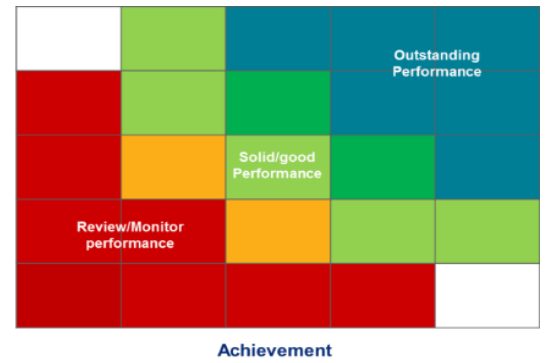 Outstanding
Performance
Solid/good
Performance
Review/Monitor
performance
Achievement